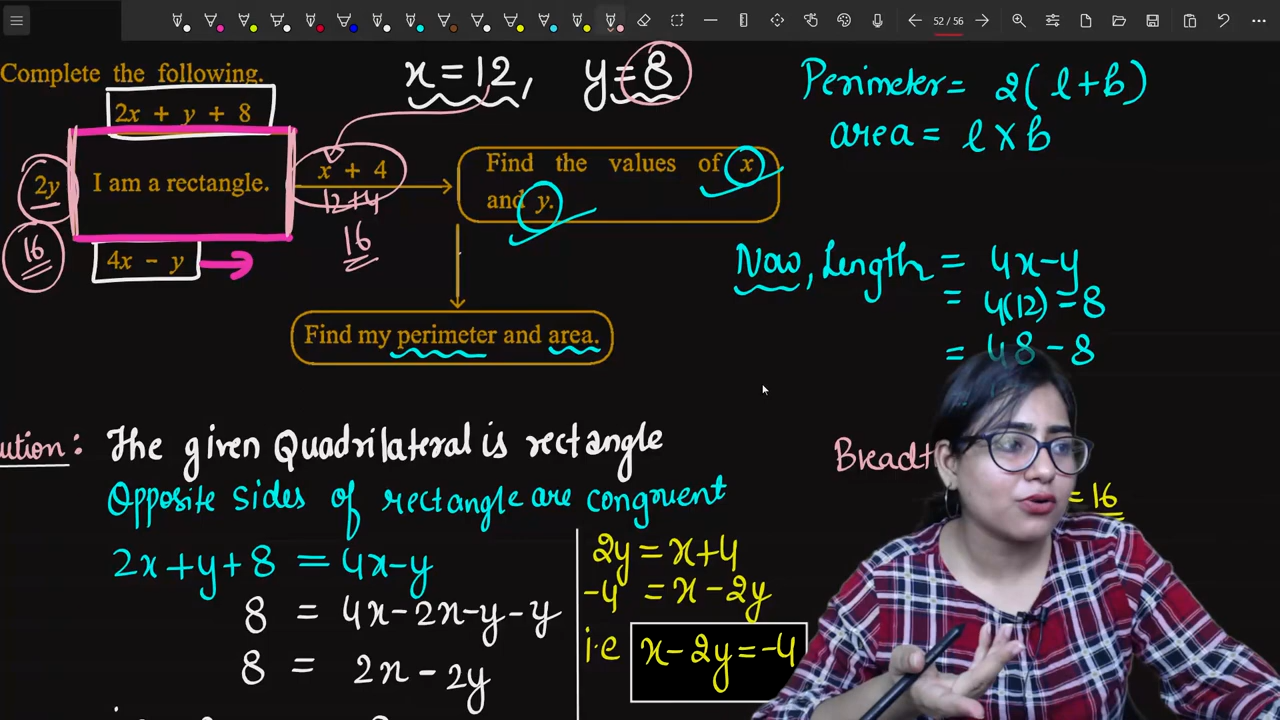 52 / 56
Complete the following.
x = 12, y = 8
Perimeter = 2( l + b )
area = l x b
2x + y + 8
2y
I am a rectangle.
x + 4
12+4
16
16
4x − y
Find the values of x
and y.
Find my perimeter and area.
Now, Length = 4x-y
= 4(12) - 8
= 48 - 8
= 16
ution:
The given Quadrilateral is rectangle
Opposite sides of rectangle are congruent
2x+y+8 = 4x-y
8 = 4x-2x-y-y
8 = 2x - 2y
2y = x+4
-4 = x - 2y
i.e x - 2y = -4